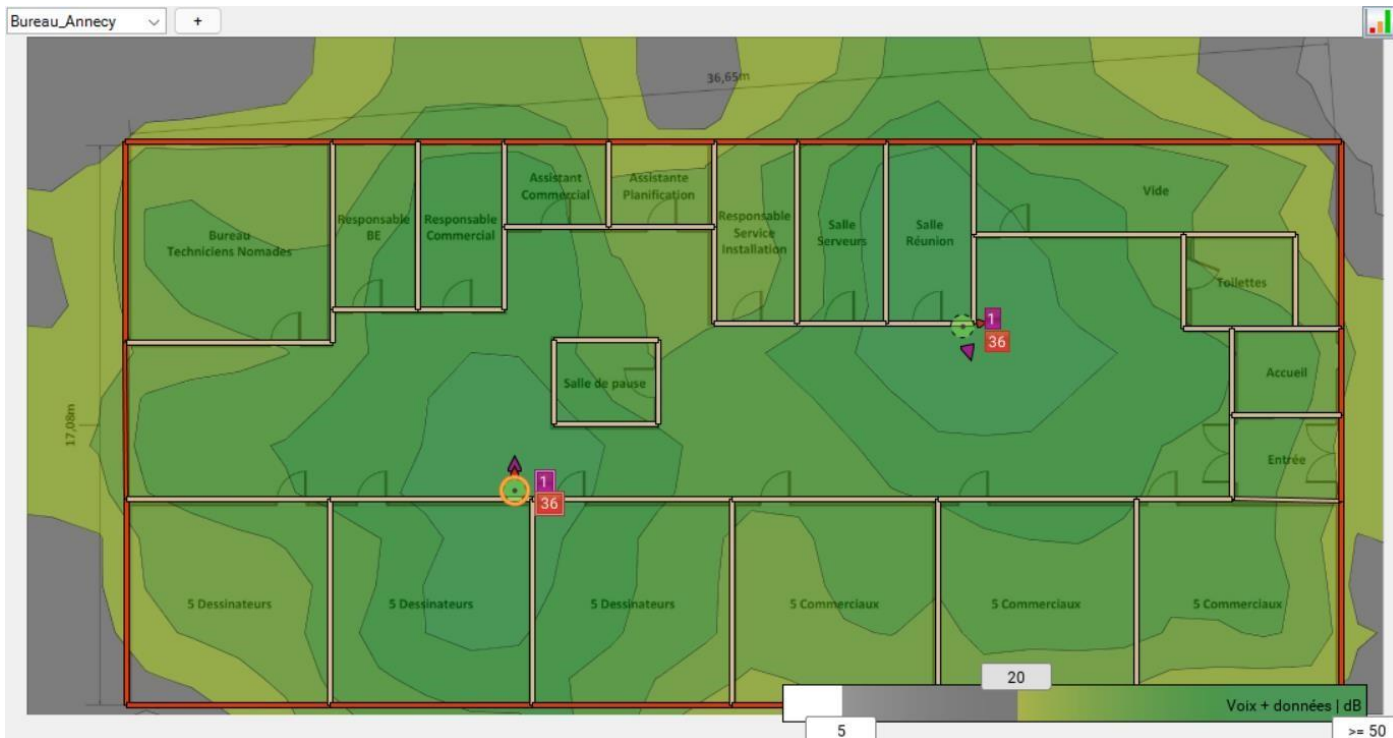 Bureau_Annecy
+
36,65m
17,08m
Bureau
Techniciens Nomades
Responsable
BE
Responsable
Commercial
Assistant
Commercial
Assistante
Planification
Responsable
Service
Installation
Salle
Serveurs
Salle
Réunion
Vide
Toilettes
1
36
Salle de pause
Accueil
Entrée
1
36
5 Dessinateurs
5 Dessinateurs
5 Dessinateurs
5 Commerciaux
5 Commerciaux
5 Commerciaux
20
Voix + données | dB
5
>= 50